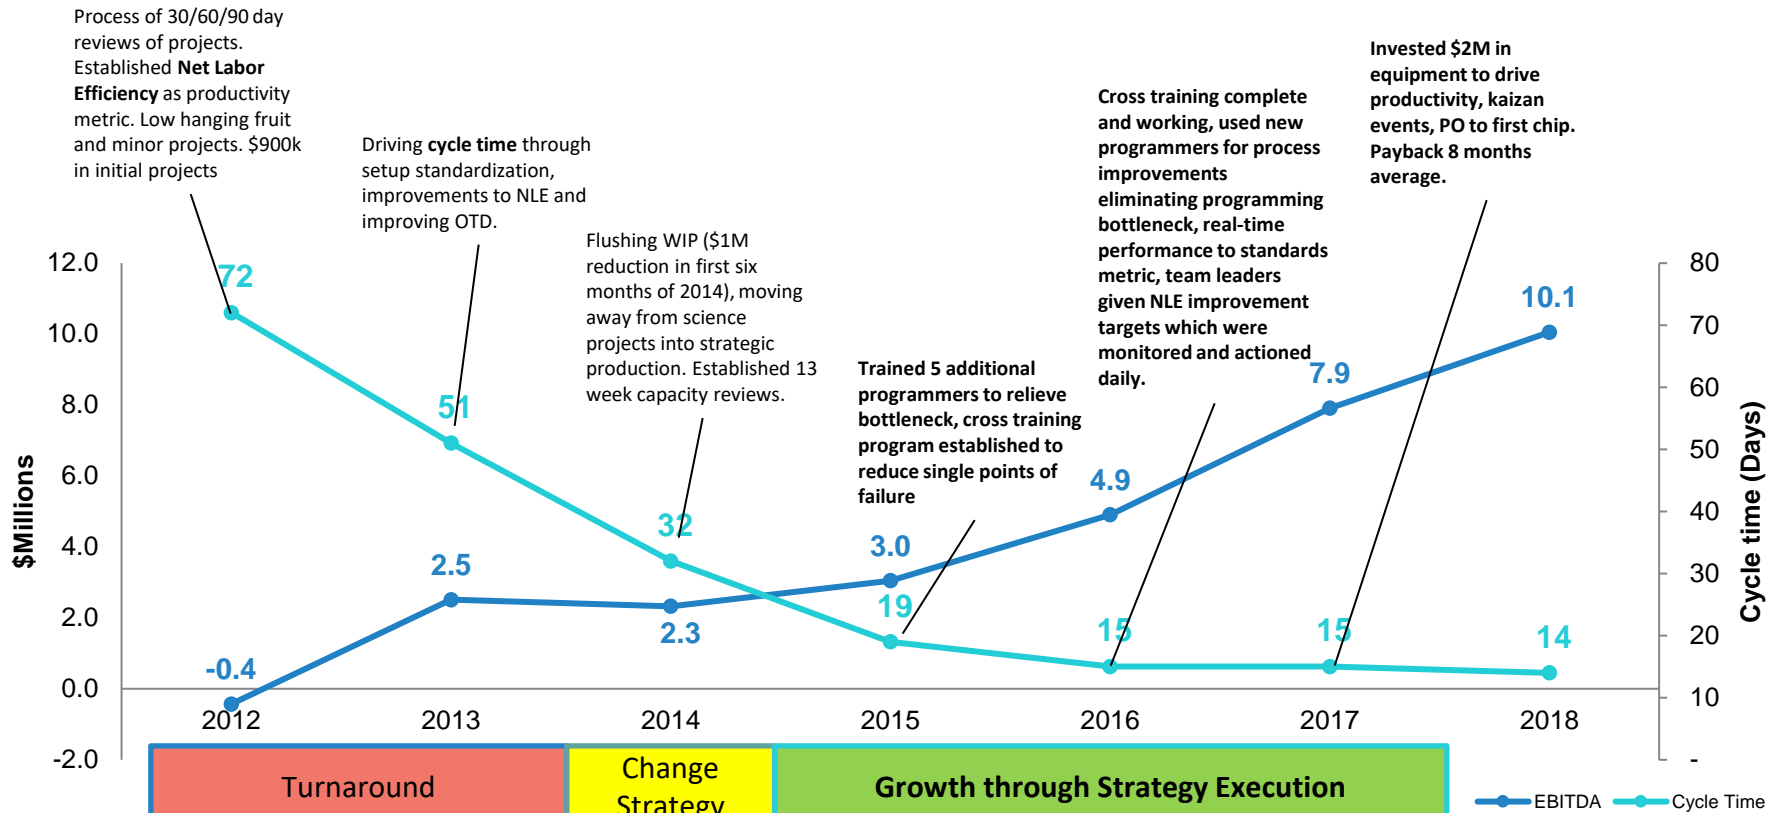 Process of 30/60/90 day
reviews of projects.
Established Net Labor
Efficiency as productivity
metric. Low hanging fruit
and minor projects. $900k
in initial projects
Driving cycle time through
setup standardization,
improvements to NLE and
improving OTD.
Flushing WIP ($1M
reduction in first six
months of 2014), moving
away from science
projects into strategic
production. Established 13
week capacity reviews.
Trained 5 additional
programmers to relieve
bottleneck, cross training
program established to
reduce single points of
failure
Cross training complete
and working, used new
programmers for process
improvements
eliminating programming
bottleneck, real-time
performance to standards
metric, team leaders
given NLE improvement
targets which were
monitored and actioned
daily.
Invested $2M in
equipment to drive
productivity, kaizan
events, PO to first chip.
Payback 8 months
average.
$Millions
12.0
10.0
8.0
6.0
4.0
2.0
0.0
-2.0
72
51
32
19
15
15
14
-0.4
2.5
2.3
3.0
4.9
7.9
10.1
80
70
60
50
40
30
20
10
-
Cycle time (Days)
2012
2013
2014
2015
2016
2017
2018
Turnaround
Change
Strategy
Growth through Strategy Execution
EBITDA
Cycle Time